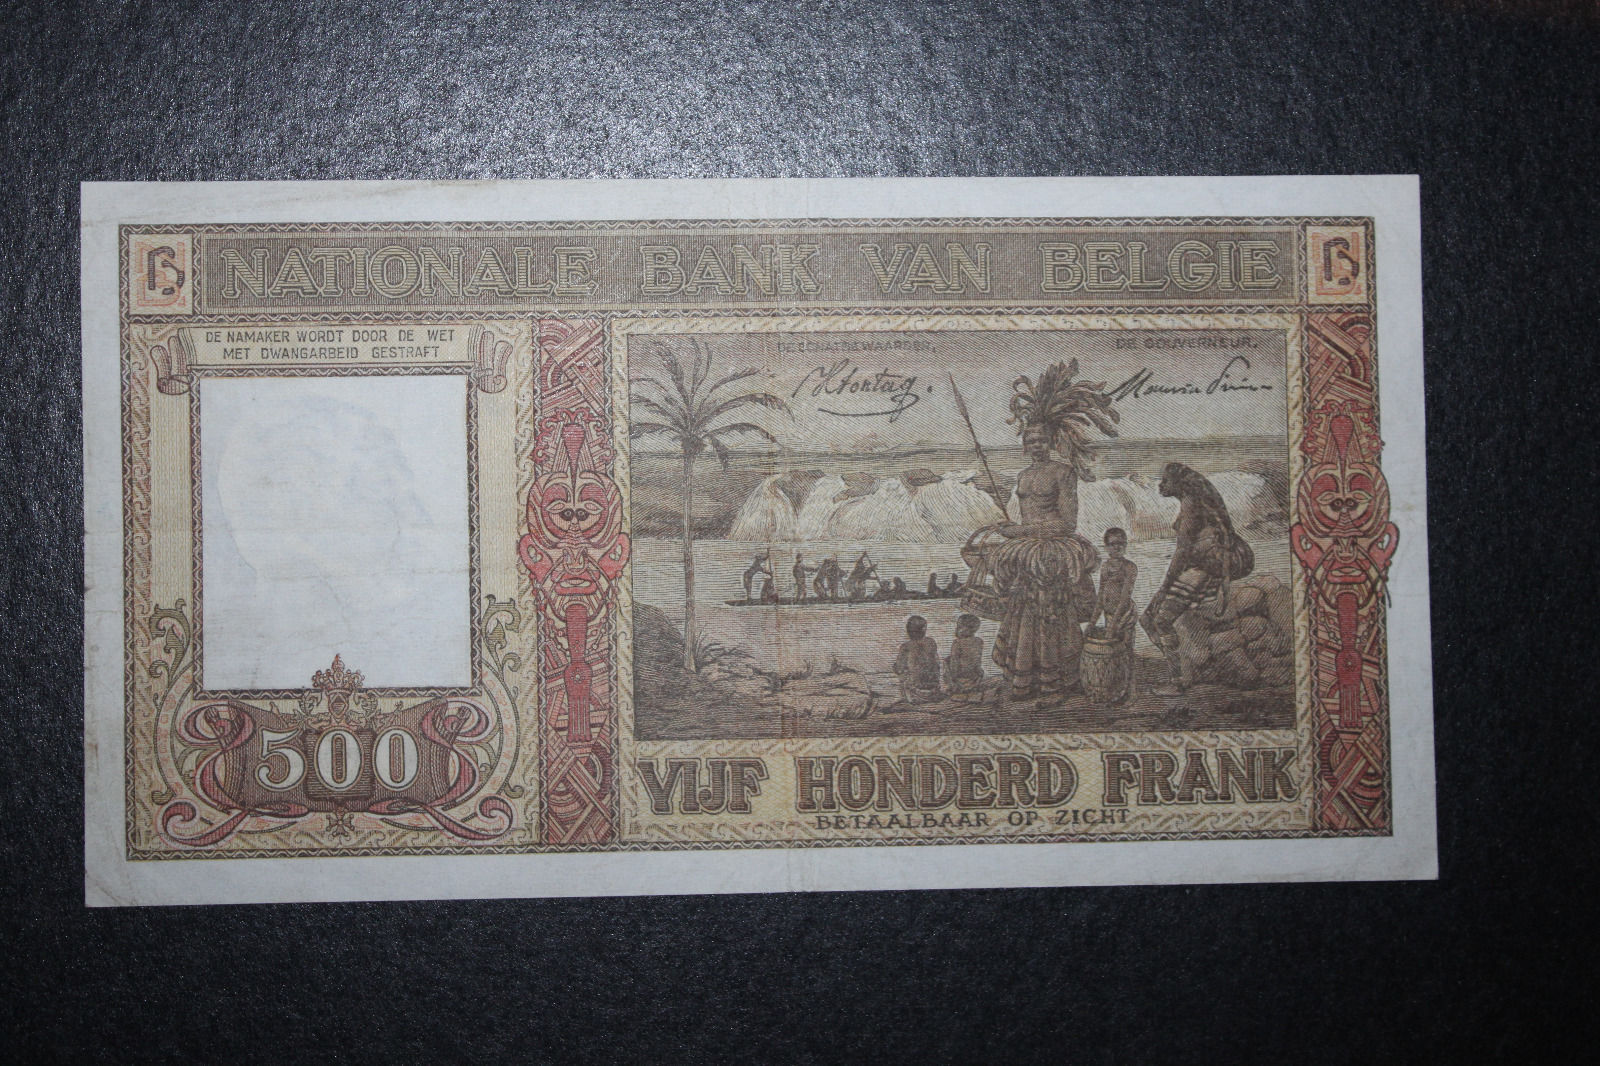 B NATIONALE BANK VAN BELGIE B
DE NAMAKER WORDT DOOR DE WET
MET DWANGARBEID GESTRAFT
GOUVERNEUR.
500
VIJF HONDERD FRANK
BETAALBAAR OP ZICHT